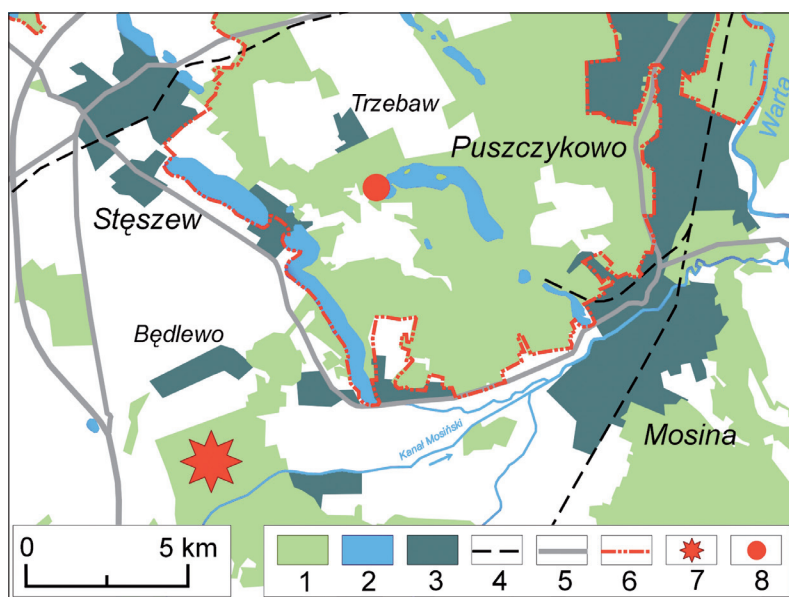 Trzebaw
Puszczykowo
Warta
Stęszew
Będlewo
Mosina
Kanał Mosiński
0 5 km
1 2 3 4 5 6 7 8